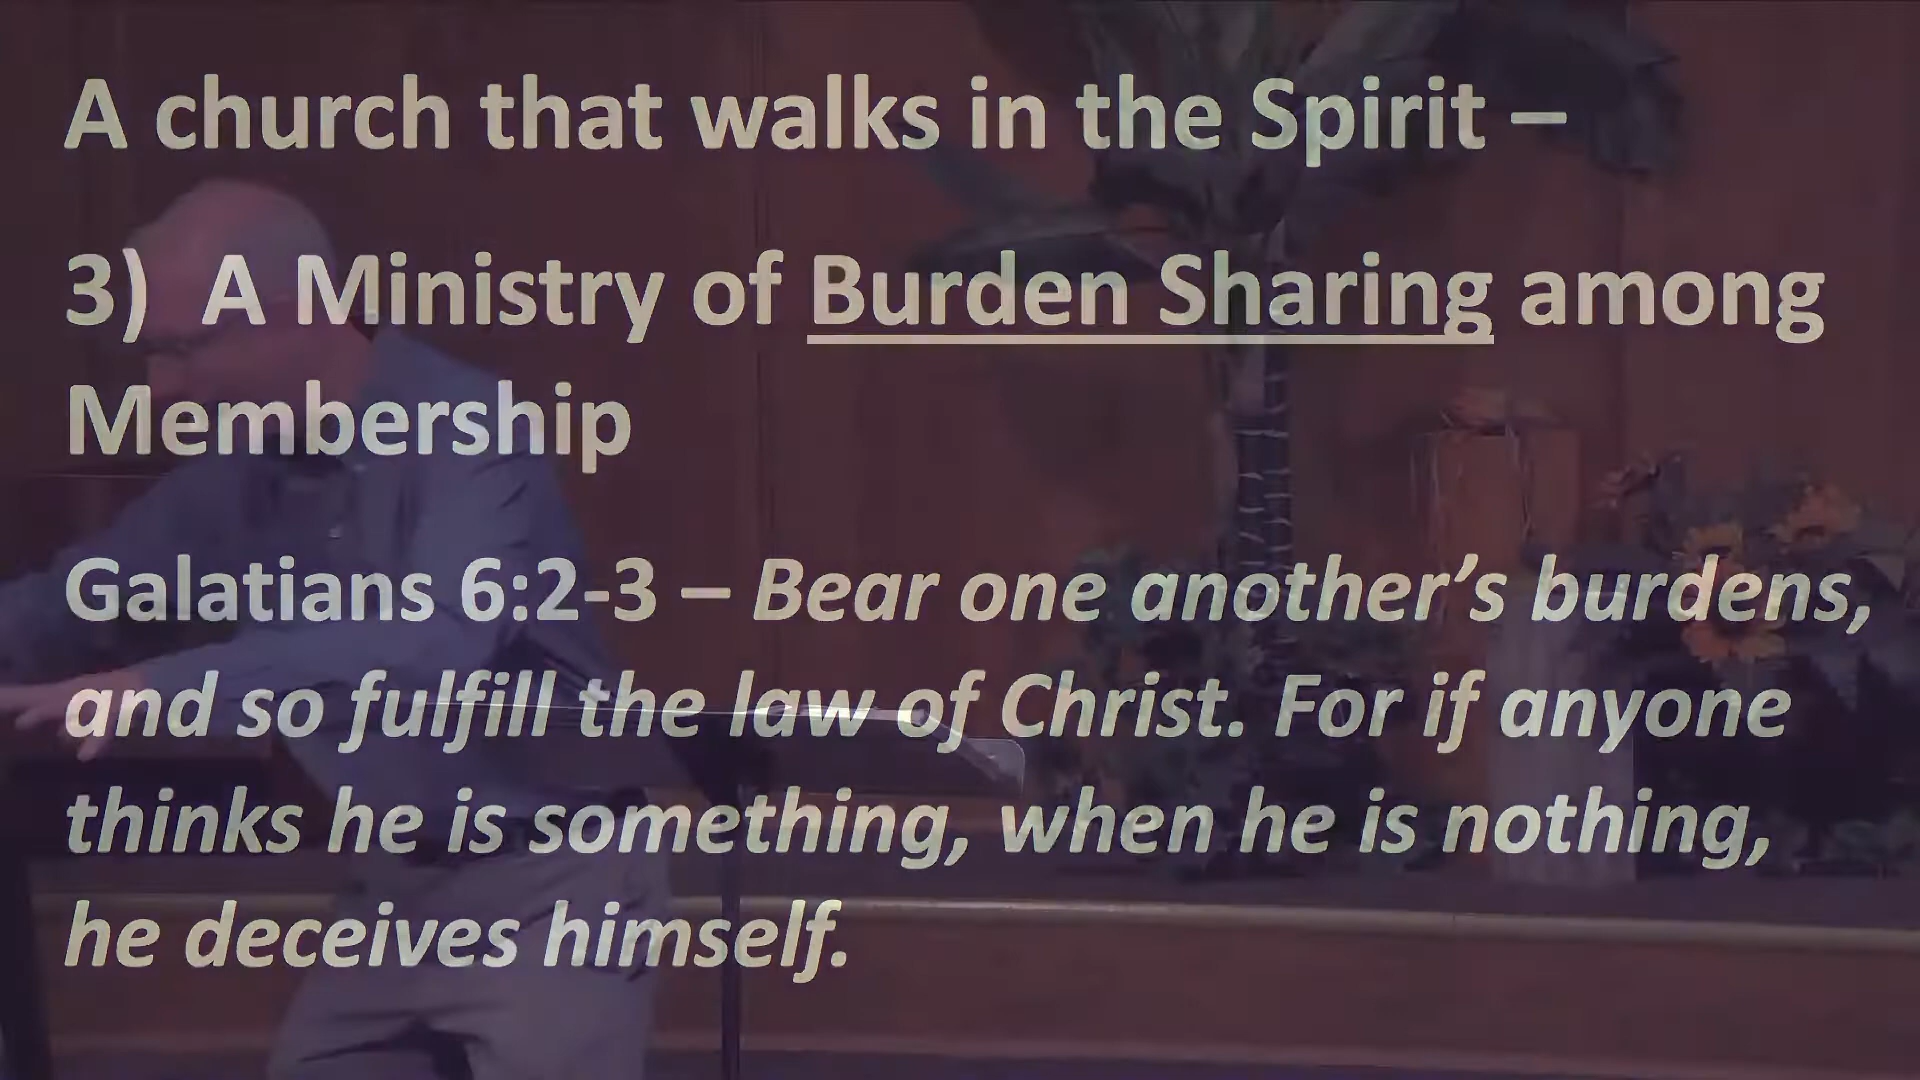 A church that walks in the Spirit –
3) A Ministry of Burden Sharing among
Membership
Galatians 6:2-3 – Bear one another’s burdens,
and so fulfill the law of Christ. For if anyone
thinks he is something, when he is nothing,
he deceives himself.